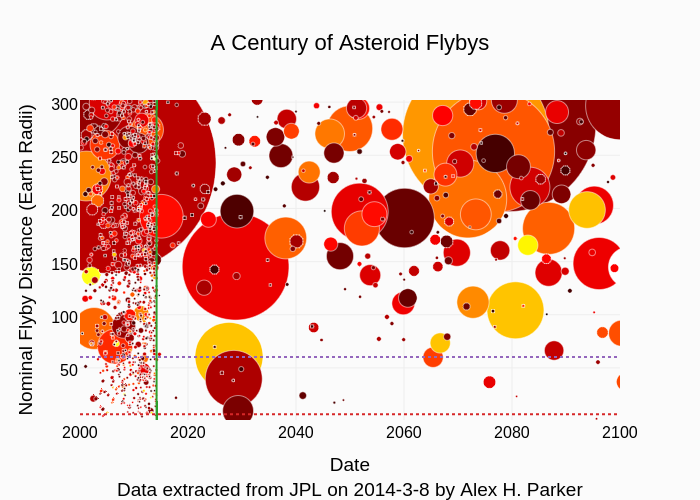 A Century of Asteroid Flybys
Nominal Flyby Distance (Earth Radii)
300
250
200
150
100
50
2000 2020 2040 2060 2080 2100
Date
Data extracted from JPL on 2014-3-8 by Alex H. Parker